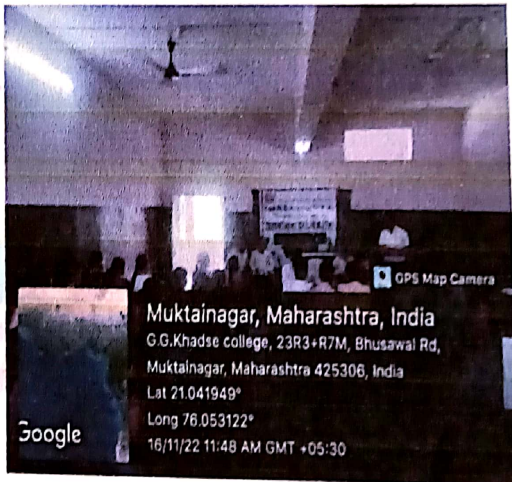 GPS Map Camera
Muktainagar, Maharashtra, India
G.G.Khadse college, 23R3+R7M, Bhusawal Rd,
Muktainagar, Maharashtra 425306, India
Lat 21.041949°
Long 76.053122°
16/11/22 11:48 AM GMT +05:30
Google